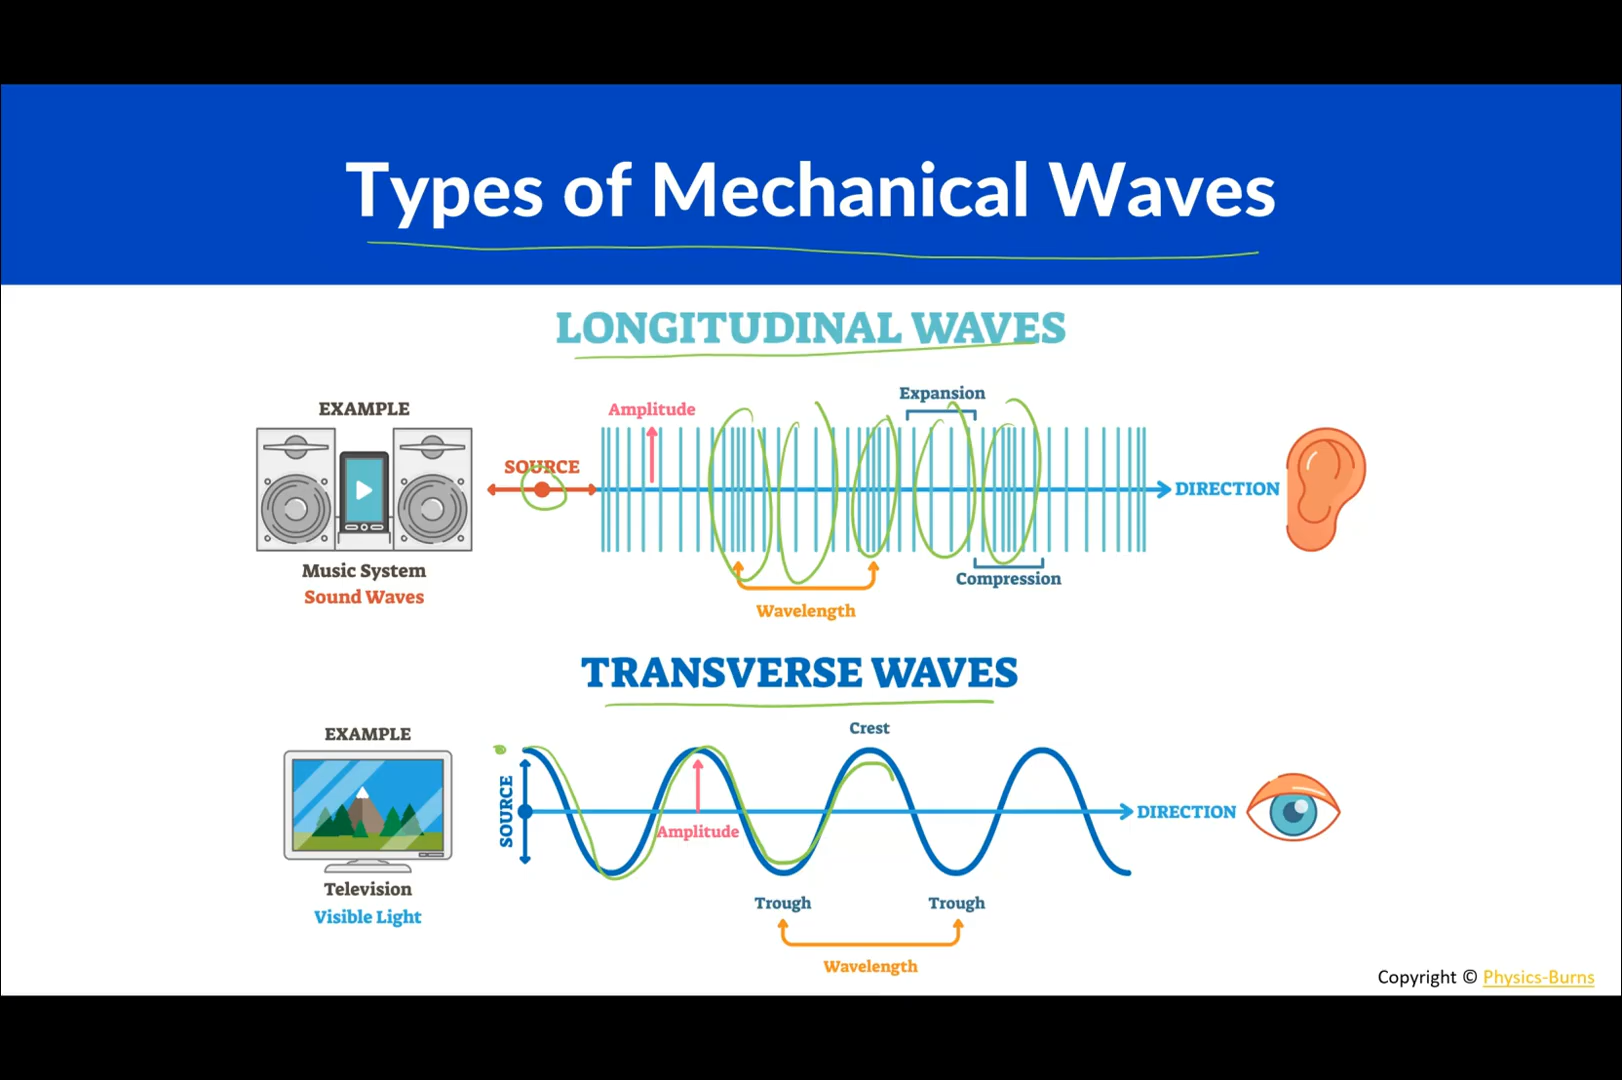 Types of Mechanical Waves
LONGITUDINAL WAVES
EXAMPLE
Music System
Sound Waves
SOURCE
Amplitude
Expansion
Compression
Wavelength
DIRECTION
TRANSVERSE WAVES
EXAMPLE
Television
Visible Light
SOURCE
Amplitude
Crest
Trough
Trough
Wavelength
DIRECTION
Copyright © Physics-Burns